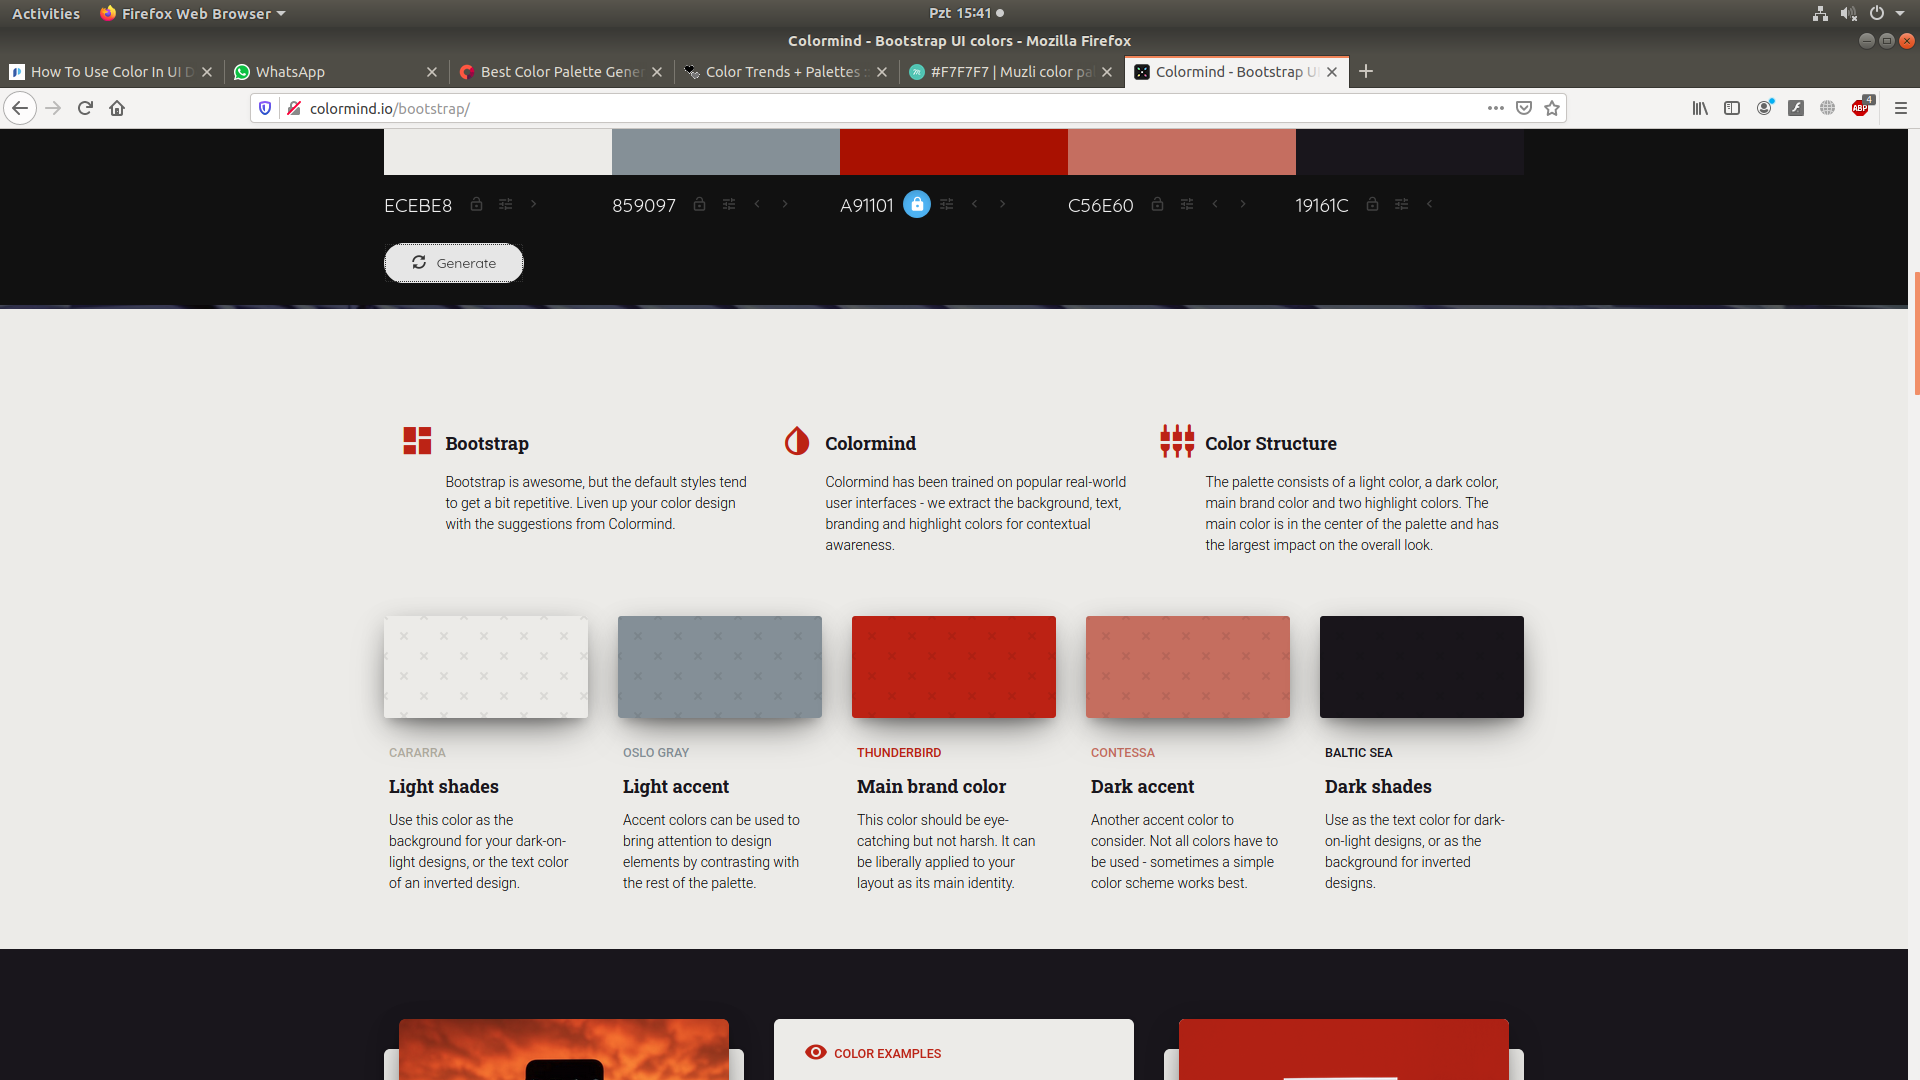 Activities
Firefox Web Browser
Pzt 15:41
Colormind - Bootstrap UI colors - Mozilla Firefox
How To Use Color In UI D
WhatsApp
Best Color Palette Gener
Color Trends + Palettes :
#F7F7F7 | Muzli color pa
Colormind - Bootstrap U
colormind.io/bootstrap/
ABP
4
ECEBE8
859097
A91101
C56E60
19161C
Generate
Bootstrap
Bootstrap is awesome, but the default styles tend
to get a bit repetitive. Liven up your color design
with the suggestions from Colormind.
Colormind
Colormind has been trained on popular real-world
user interfaces - we extract the background, text,
branding and highlight colors for contextual
awareness.
Color Structure
The palette consists of a light color, a dark color,
main brand color and two highlight colors. The
main color is in the center of the palette and has
the largest impact on the overall look.
CARARRA
Light shades
Use this color as the
background for your dark-on-
light designs, or the text color
of an inverted design.
OSLO GRAY
Light accent
Accent colors can be used to
bring attention to design
elements by contrasting with
the rest of the palette.
THUNDERBIRD
Main brand color
This color should be eye-
catching but not harsh. It can
be liberally applied to your
layout as its main identity.
CONTESSA
Dark accent
Another accent color to
consider. Not all colors have to
be used - sometimes a simple
color scheme works best.
BALTIC SEA
Dark shades
Use as the text color for dark-
on-light designs, or as the
background for inverted
designs.
COLOR EXAMPLES